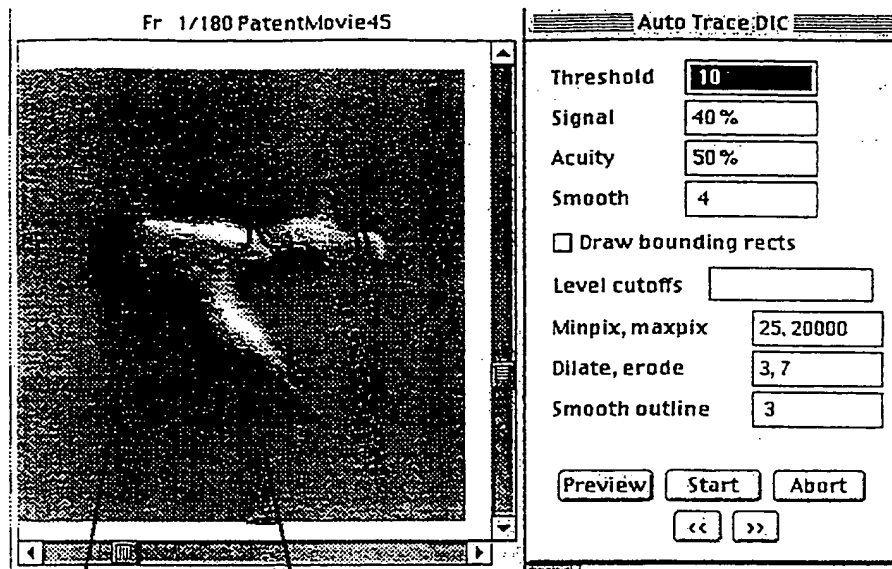 Fr 1/180 PatentMovie45
Auto Trace DIC
Threshold 10
Signal 40%
Acuity 50%
Smooth 4
Draw bounding rects
Level cutoffs
Minpix, maxpix 25, 20000
Dilate, erode 3, 7
Smooth outline 3
Preview Start Abort
<< >>